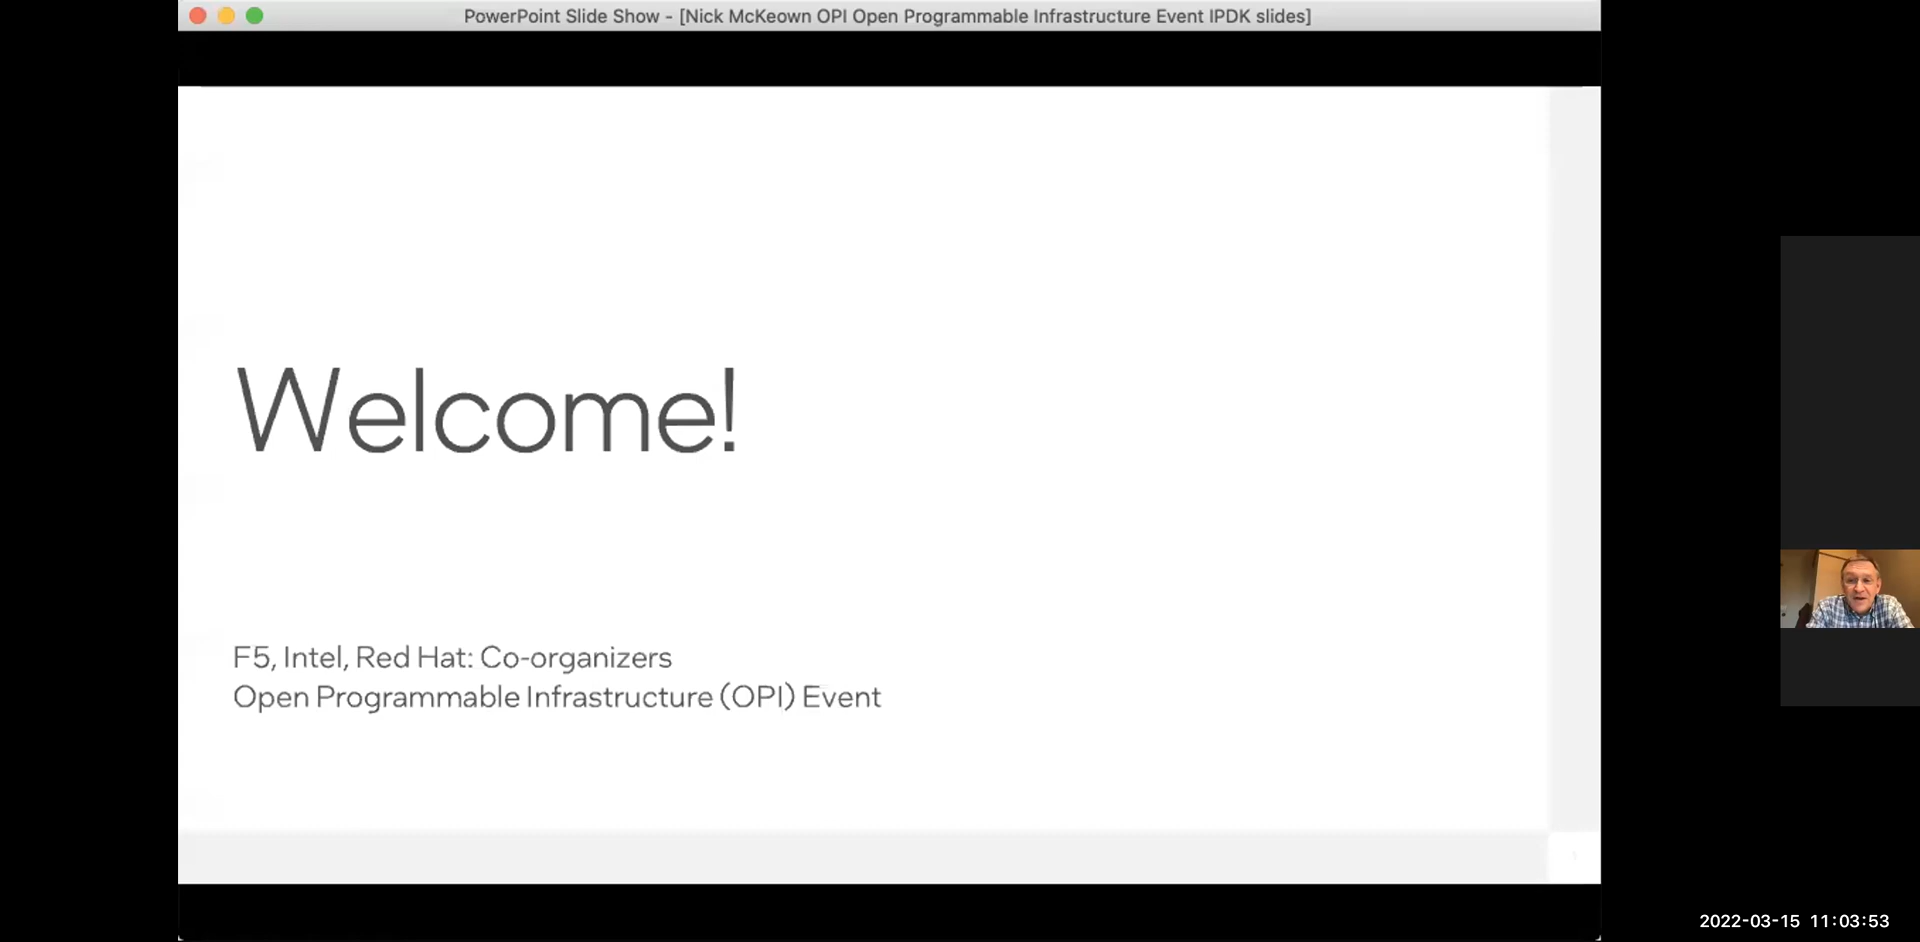 PowerPoint Slide Show - [Nick McKeown OPI Open Programmable Infrastructure Event IPDK slides]
Welcome!
F5, Intel, Red Hat: Co-organizers
Open Programmable Infrastructure (OPI) Event
2022-03-15 11:03:53